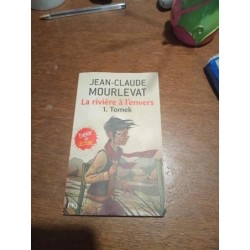 JEAN-CLAUDE
MOURLEVAT
La rivière à l'envers
1. Tomek